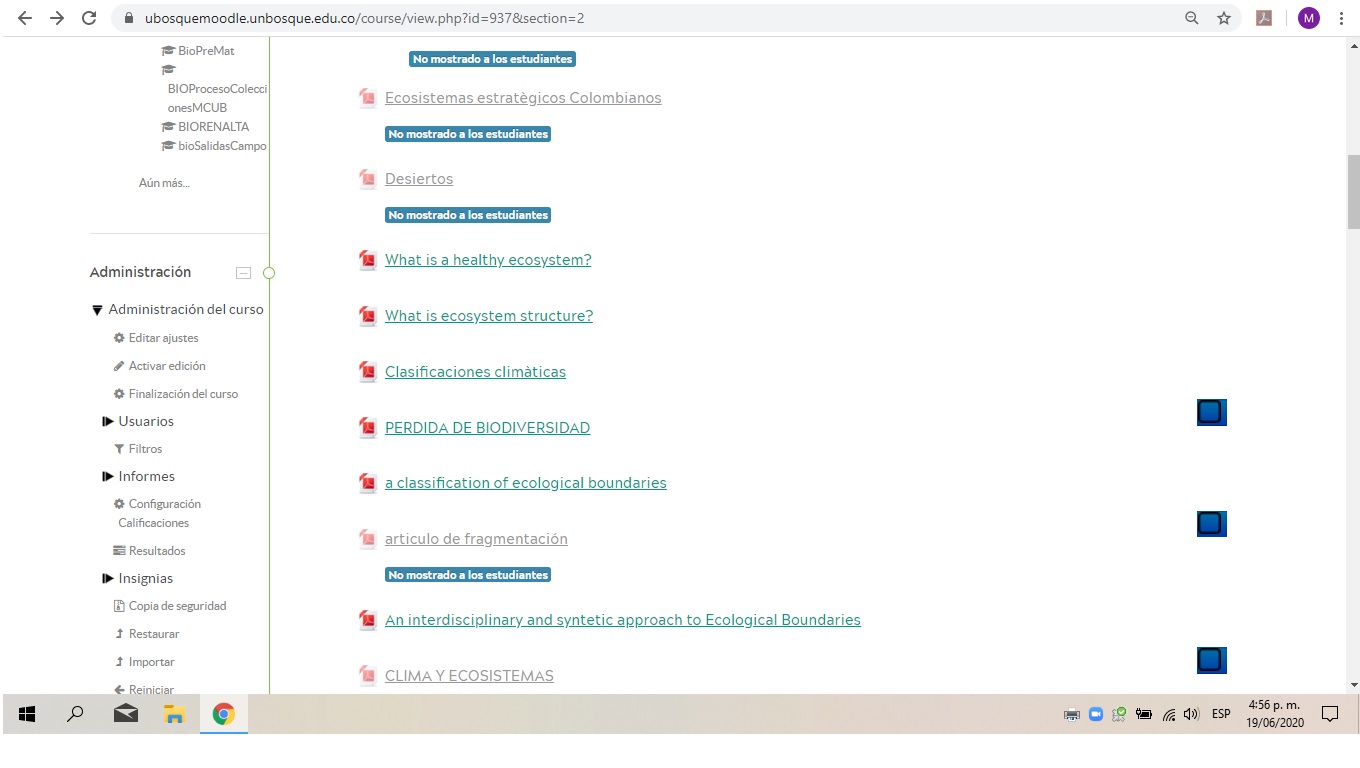 ubosquemoodle.unbosque.edu.co/course/view.php?id=937&section=2
M
BioPreMat
BIOProcesoColecci
onesMCUB
BIORENALTA
bioSalidasCampo
Aún más...
Administración
Administración del curso
Editar ajustes
Activar edición
Finalización del curso
Usuarios
Filtros
Informes
Configuración
Calificaciones
Resultados
Insignias
Copia de seguridad
Restaurar
Importar
Reiniciar
No mostrado a los estudiantes
Ecosistemas estratègicos Colombianos
No mostrado a los estudiantes
Desiertos
No mostrado a los estudiantes
What is a healthy ecosystem?
What is ecosystem structure?
Clasificaciones climàticas
PERDIDA DE BIODIVERSIDAD
a classification of ecological boundaries
articulo de fragmentación
No mostrado a los estudiantes
An interdisciplinary and syntetic approach to Ecological Boundaries
CLIMA Y ECOSISTEMAS
ESP
4:56 p. m.
19/06/2020